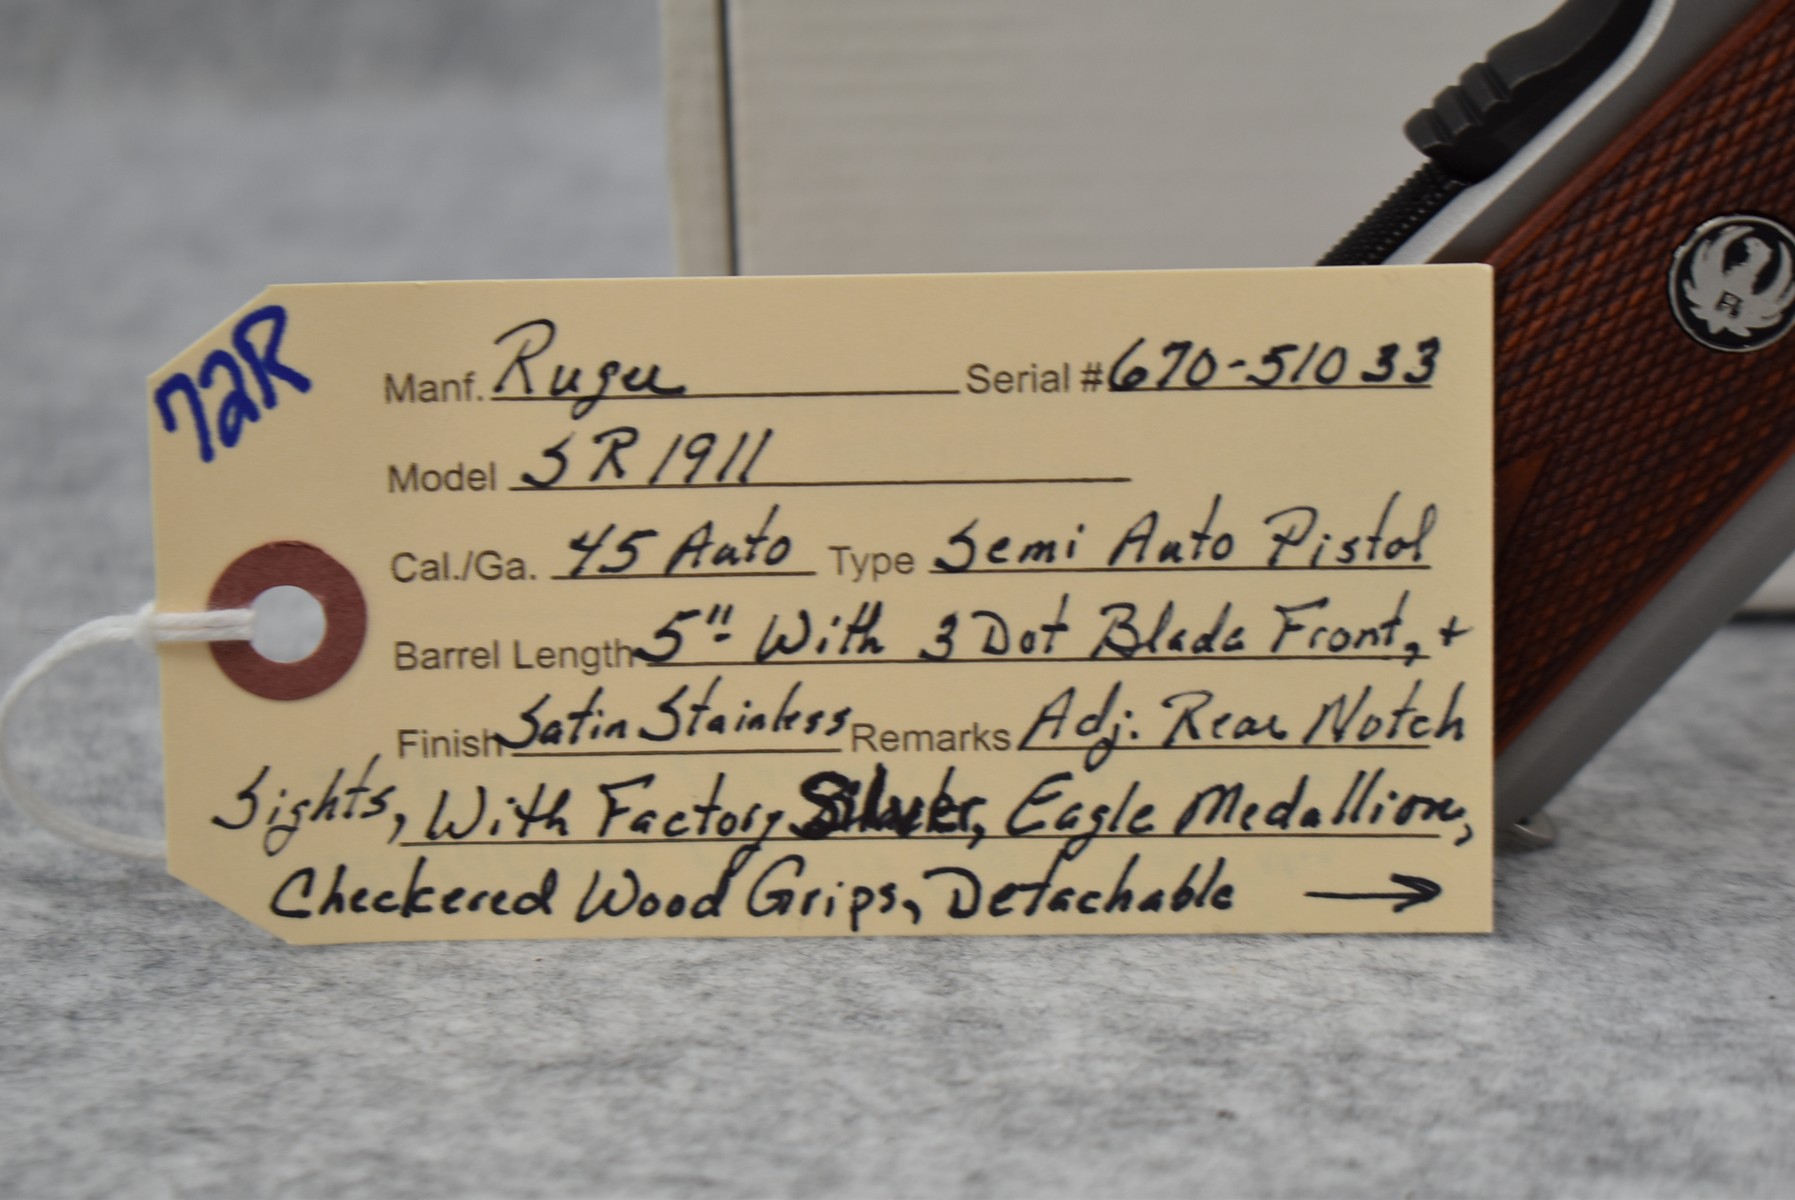 72R
Manf. Ruger Serial # 670-51033
Model SR1911
Cal./Ga. 45 Auto Type Semi Auto Pistol
Barrel Length 5" With 3 Dot Blade Front, +
Finish Satin Stainless Remarks Adj. Rear Notch
Sights, With Factory Silver, Eagle Medallion,
Checkered Wood Grips, Detachable →
R